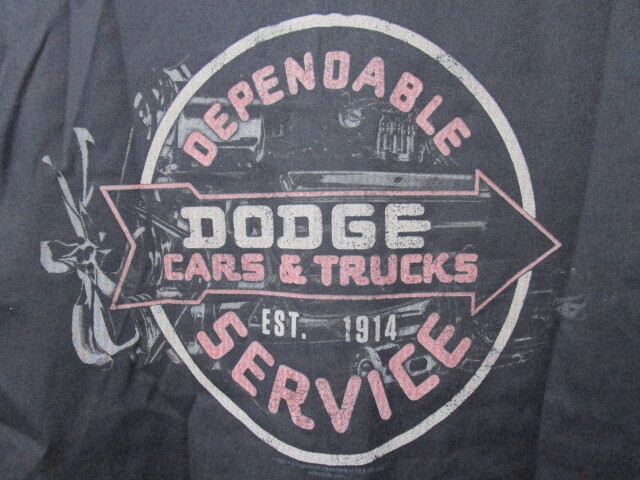 DEPENDABLE
DODGE
CARS & TRUCKS
EST. 1914
SERVICE